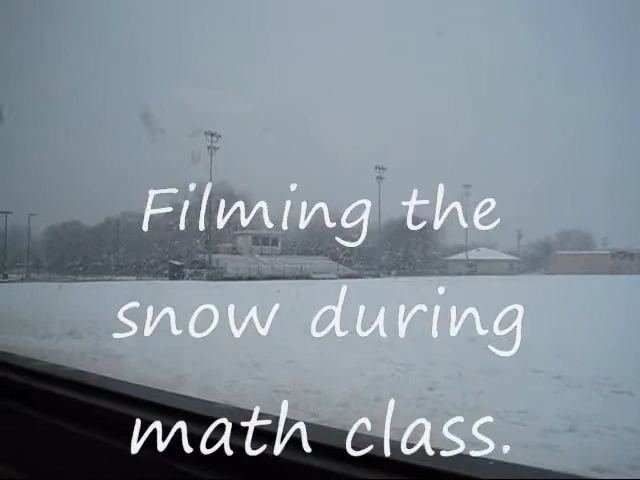 Filming the
snow during
math class.